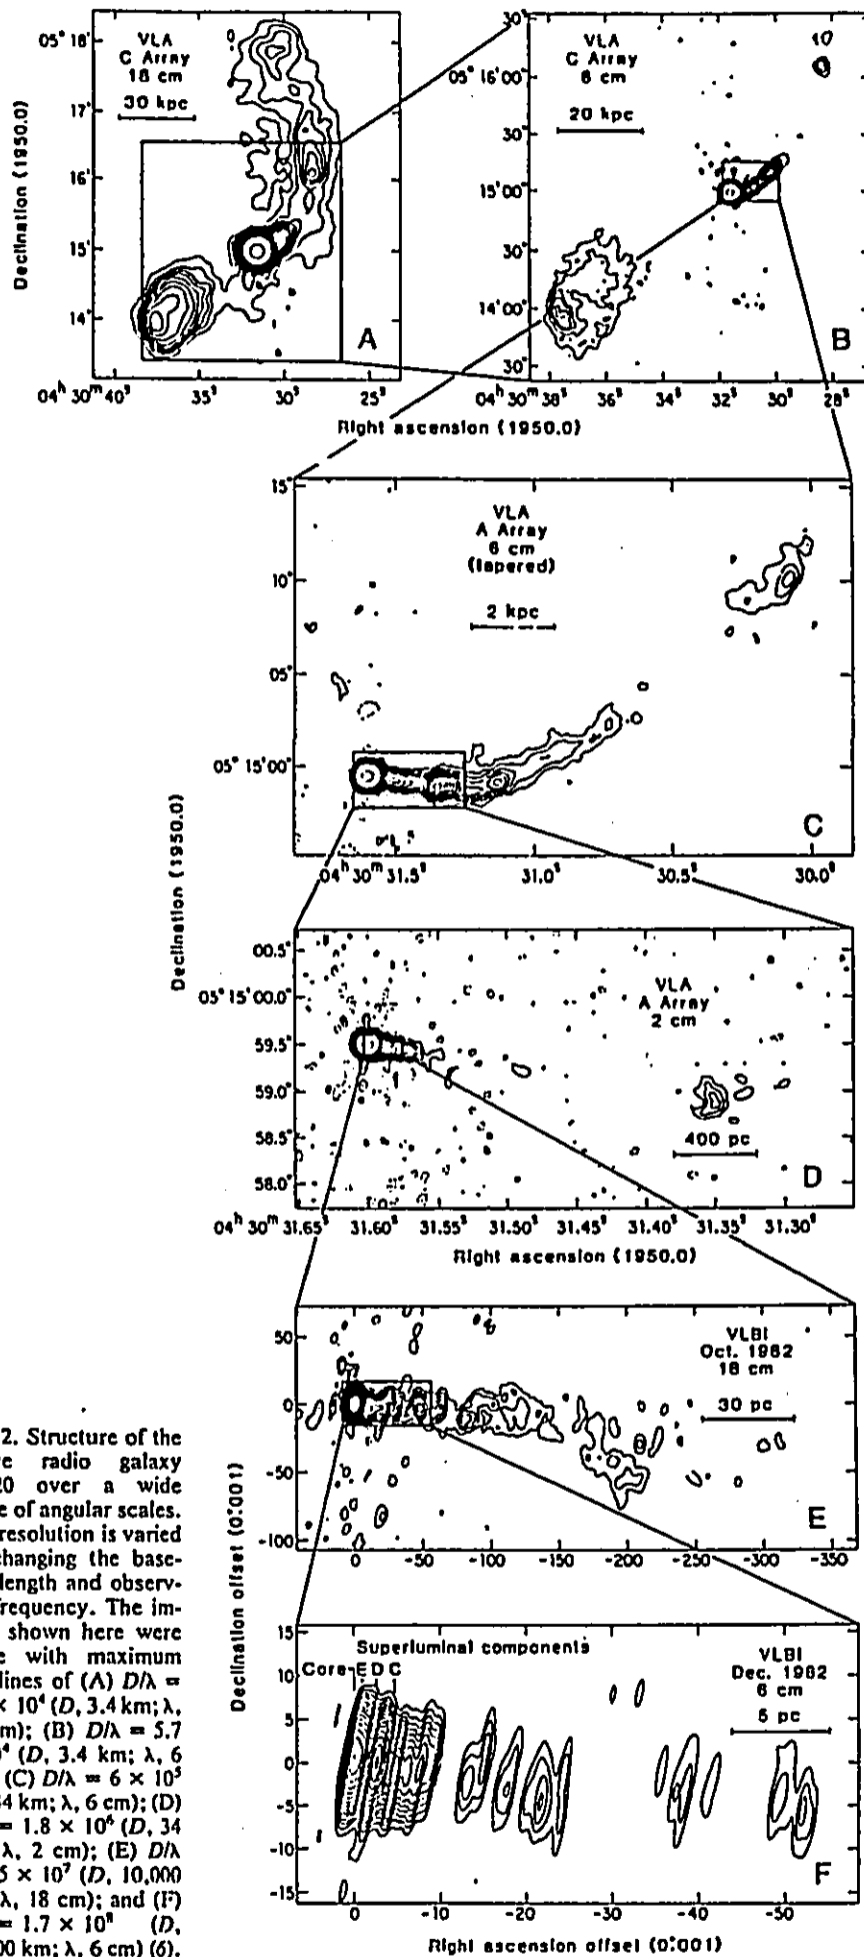 05° 18'
17'
16'
15'
14'
Declination (1950.0)
VLA
C Array
18 cm
30 kpc
A
04ʰ 30ᵐ 40ˢ 35ˢ 30ˢ 25ˢ
30"
05° 16' 00"
30"
15' 00"
30"
14' 00"
30"
VLA
C Array
6 cm
20 kpc
B
04ʰ 30ᵐ 38ˢ 36ˢ 34ˢ 32ˢ 30ˢ 28ˢ
Right ascension (1950.0)
15"
10"
05"
05° 15' 00"
VLA
A Array
6 cm
(tapered)
2 kpc
C
04ʰ 30ᵐ 31.5ˢ 31.0ˢ 30.5ˢ 30.0ˢ
Declination (1950.0)
00.5"
05° 15' 00.0"
59.5"
59.0"
58.5"
58.0"
VLA
A Array
2 cm
400 pc
D
04ʰ 30ᵐ 31.65ˢ 31.60ˢ 31.55ˢ 31.50ˢ 31.45ˢ 31.40ˢ 31.35ˢ 31.30ˢ
Right ascension (1950.0)
50
0
-50
-100
VLBI
Oct. 1982
18 cm
30 pc
E
0 -50 -100 -150 -200 -250 -300 -350
Declination offset (0".001)
15
10
5
0
-5
-10
-15
Superluminal components
Core E D C
VLBI
Dec. 1982
6 cm
5 pc
F
0 -10 -20 -30 -40 -50
Right ascension offset (0".001)
2. Structure of the
e radio galaxy
20 over a wide
e of angular scales.
resolution is varied
hanging the base-
length and observ-
frequency. The im-
shown here were
e with maximum
lines of (A) D/λ =
× 10⁴ (D, 3.4 km; λ,
m); (B) D/λ = 5.7
⁴ (D, 3.4 km; λ, 6
(C) D/λ = 6 × 10⁵
34 km; λ, 6 cm); (D)
= 1.8 × 10⁶ (D, 34
λ, 2 cm); (E) D/λ
5 × 10⁷ (D, 10,000
λ, 18 cm); and (F)
= 1.7 × 10⁸ (D,
00 km; λ, 6 cm) (6).